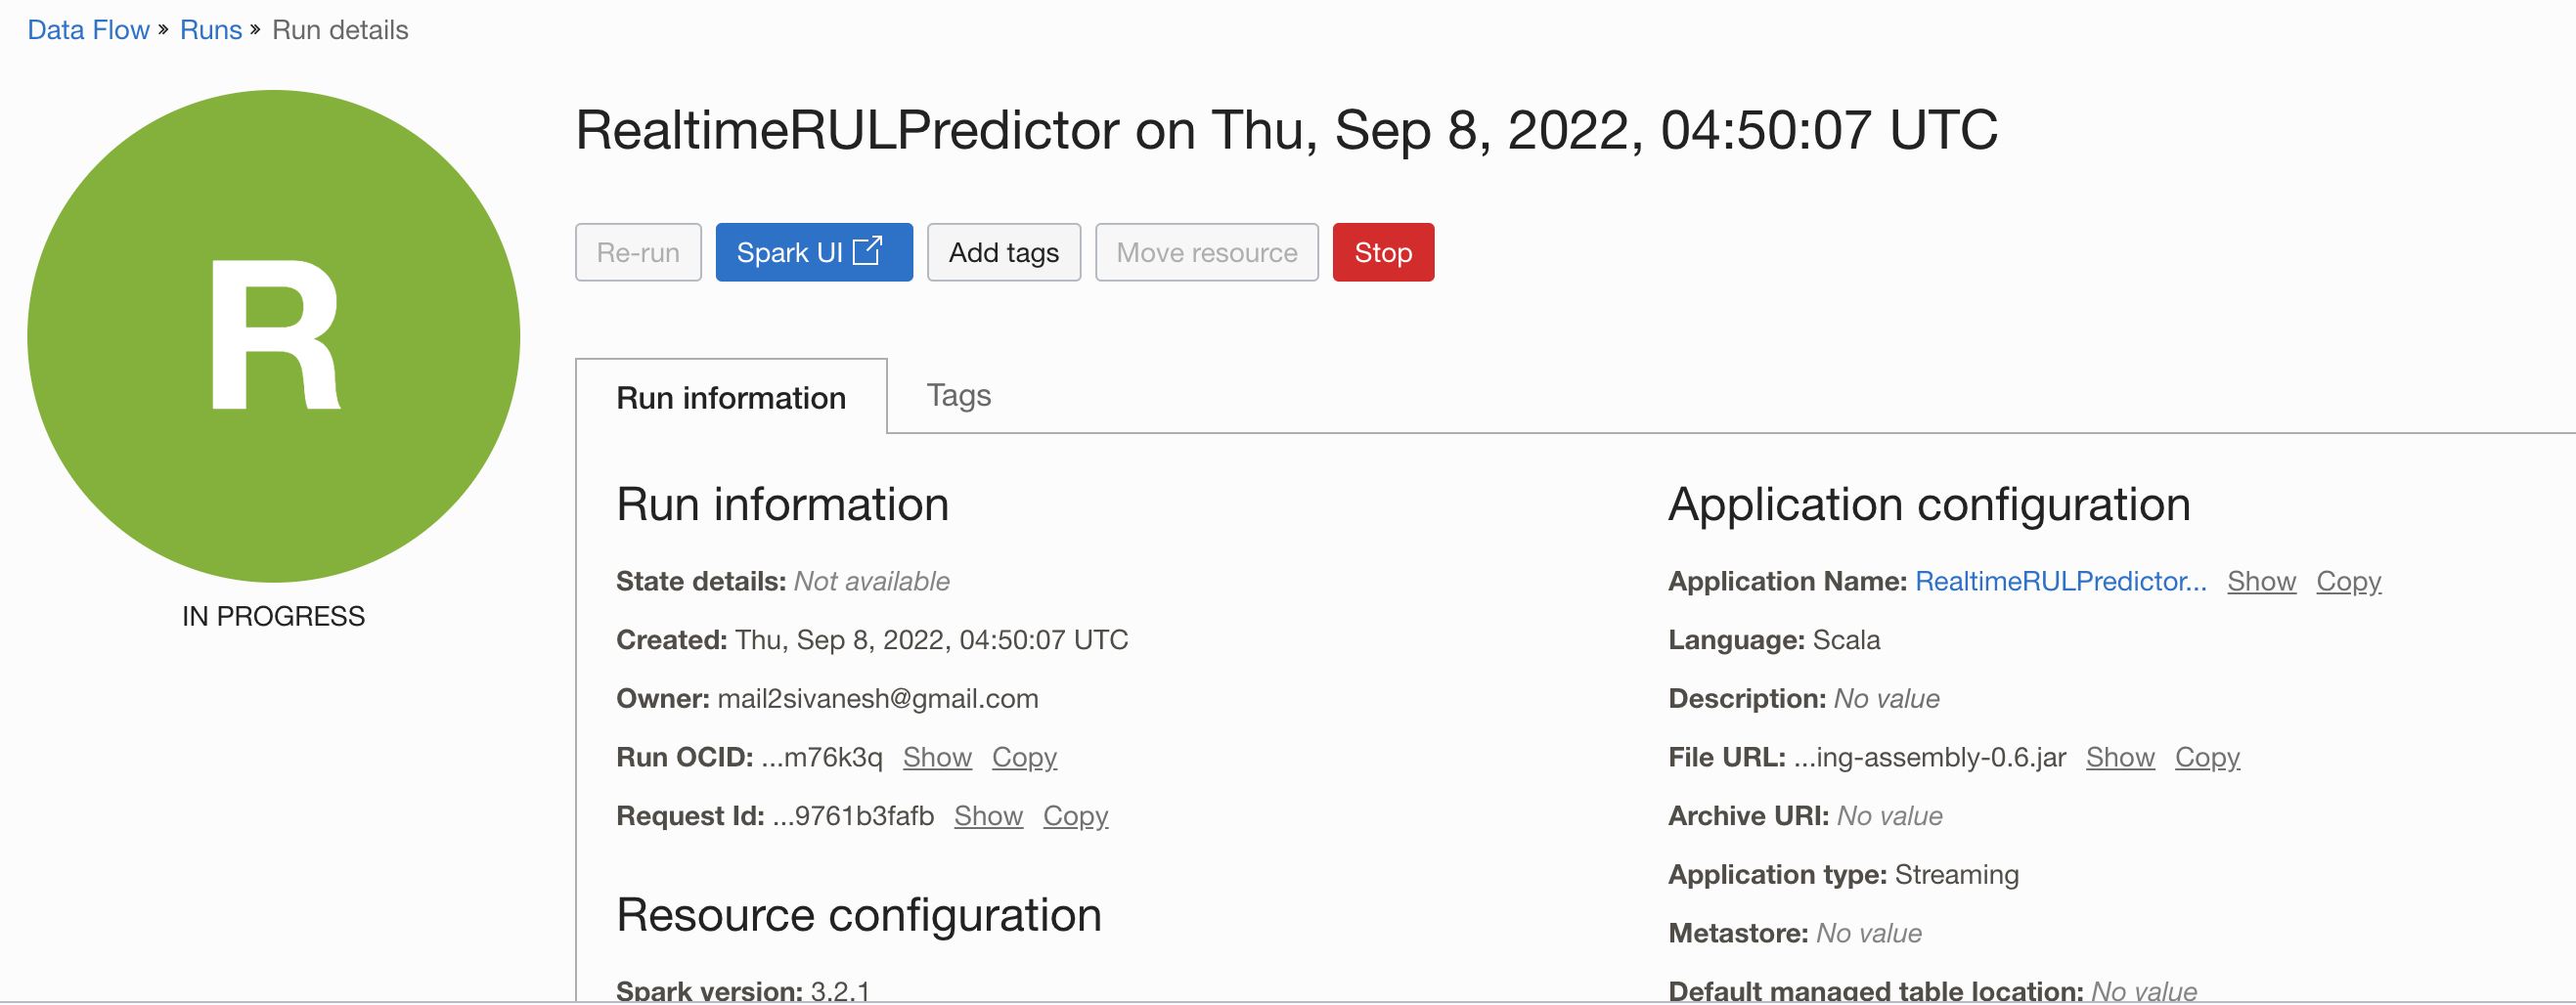 Data Flow » Runs » Run details
R
IN PROGRESS
RealtimeRULPredictor on Thu, Sep 8, 2022, 04:50:07 UTC
Re-run Spark UI Add tags Move resource Stop
Run information Tags
Run information
State details: Not available
Created: Thu, Sep 8, 2022, 04:50:07 UTC
Owner: mail2sivanesh@gmail.com
Run OCID: ...m76k3q Show Copy
Request Id: ...9761b3fafb Show Copy
Resource configuration
Spark version: 3.2.1
Application configuration
Application Name: RealtimeRULPredictor... Show Copy
Language: Scala
Description: No value
File URL: ...ing-assembly-0.6.jar Show Copy
Archive URI: No value
Application type: Streaming
Metastore: No value
Default managed table location: No value